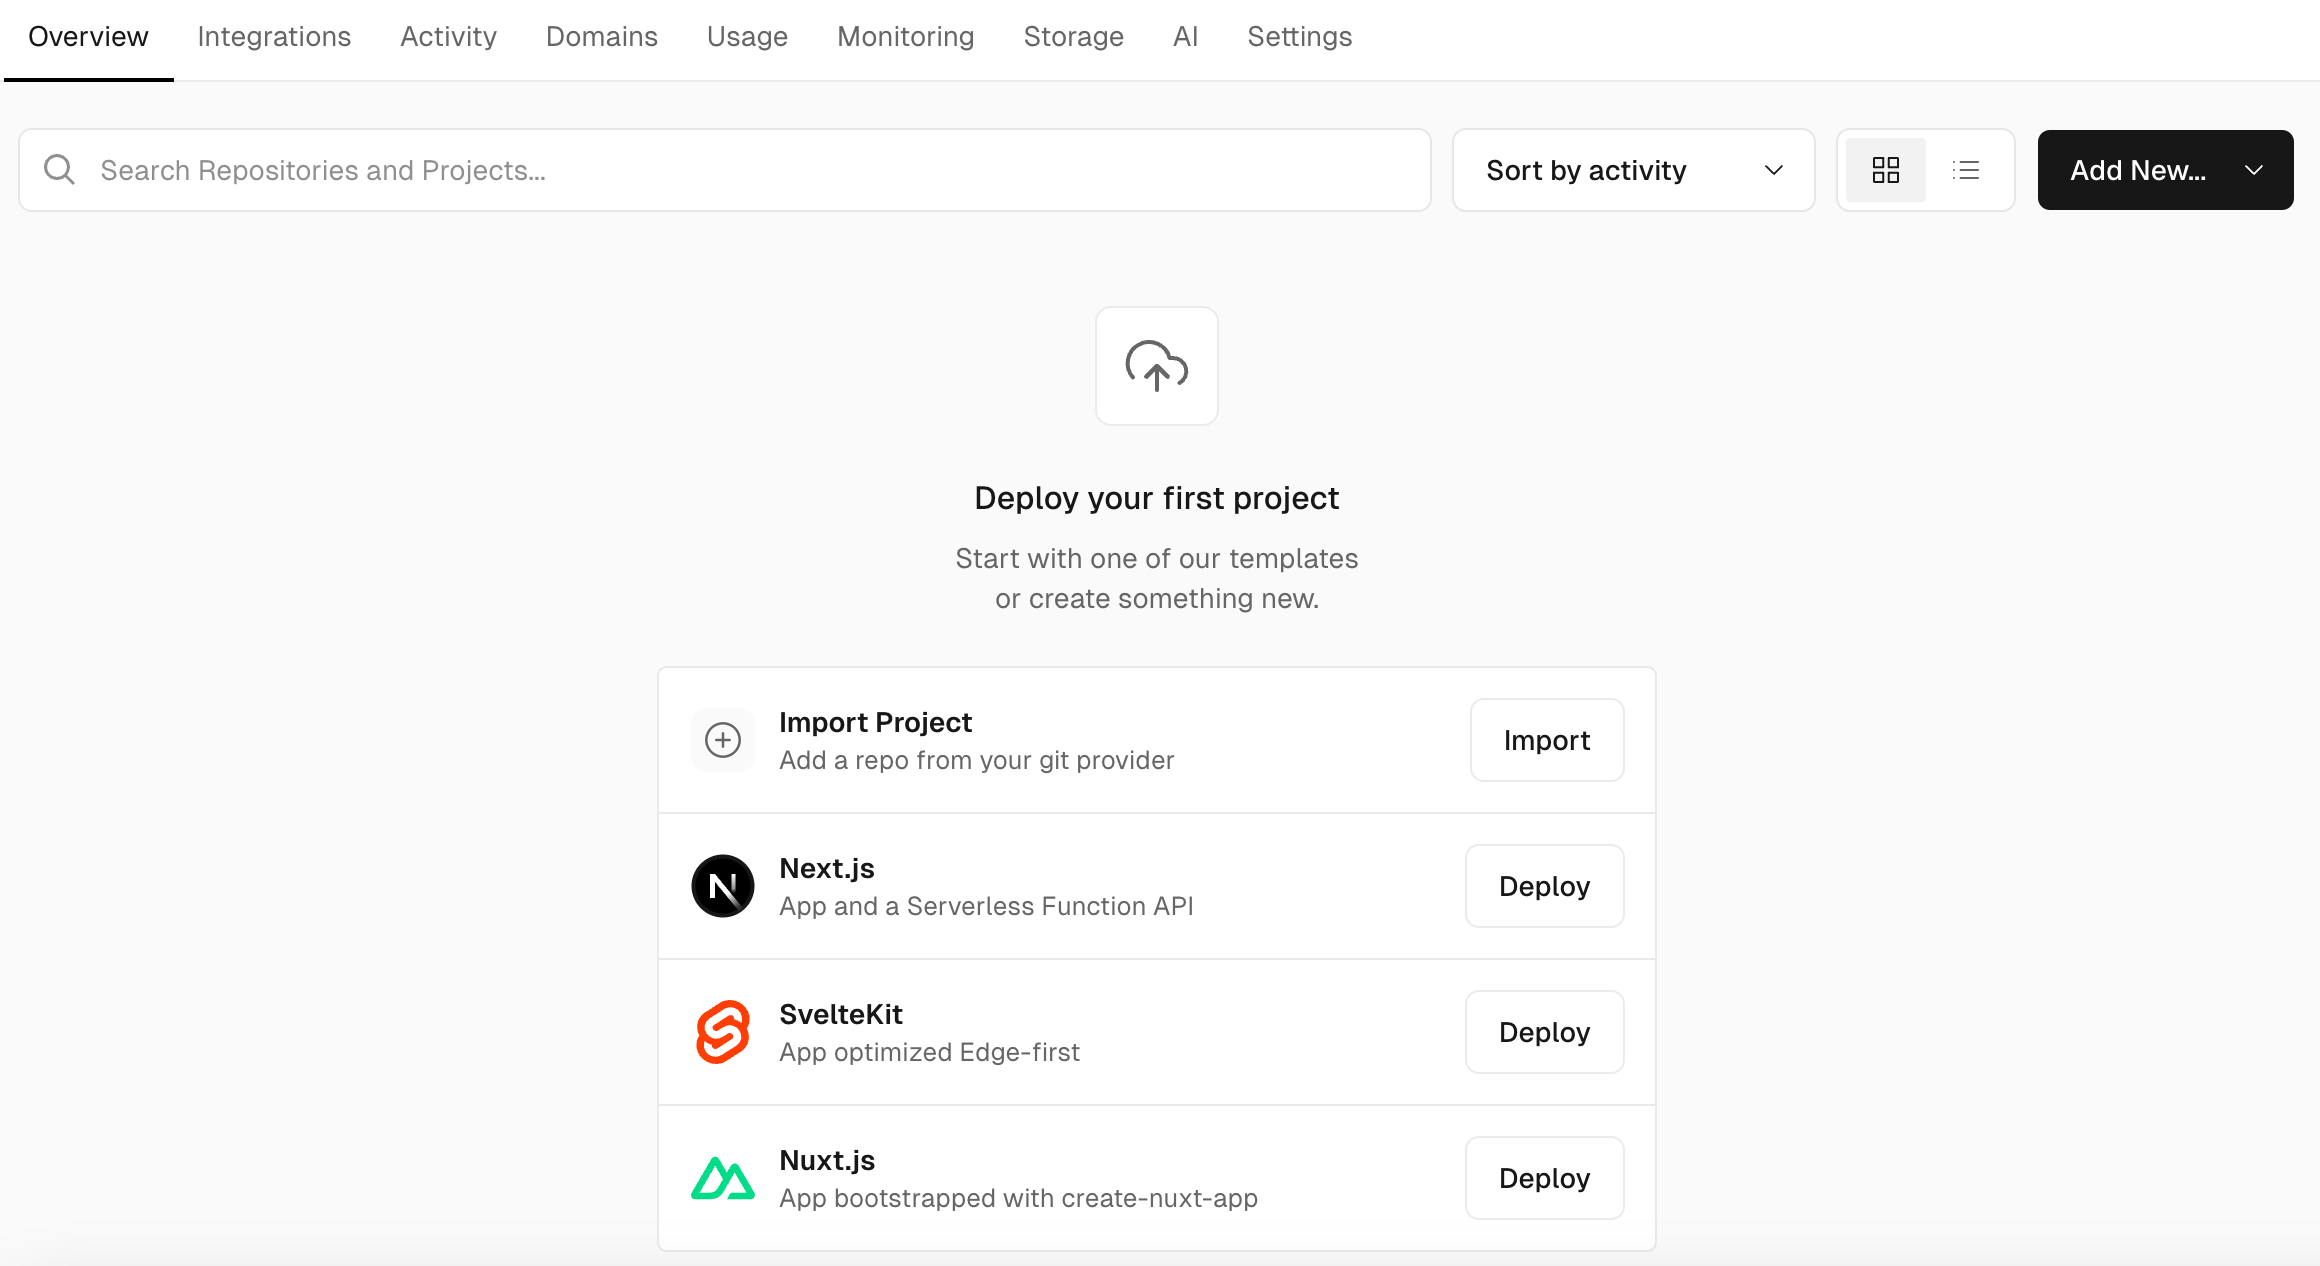 Overview Integrations Activity Domains Usage Monitoring Storage AI Settings
Search Repositories and Projects... Sort by activity Add New...
Deploy your first project
Start with one of our templates
or create something new.
Import Project
Add a repo from your git provider
Import
Next.js
App and a Serverless Function API
Deploy
SvelteKit
App optimized Edge-first
Deploy
Nuxt.js
App bootstrapped with create-nuxt-app
Deploy